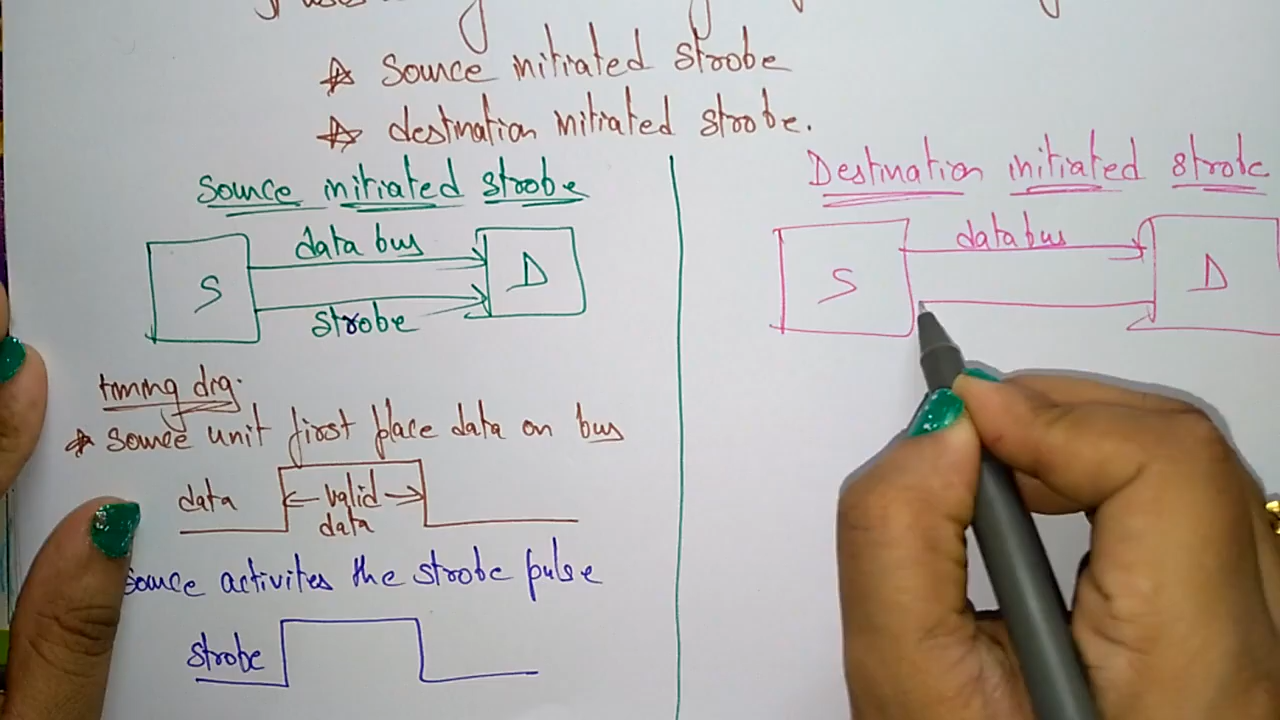 ☆ Source initiated strobe
☆ destination initiated strobe.
Source initiated strobe
data bus
S
D
strobe
timing dig.
* Source unit first place data on bus
data
valid
data
Source activites the strobe pulse
strobe
Destination initiated strobe
data bus
S
D